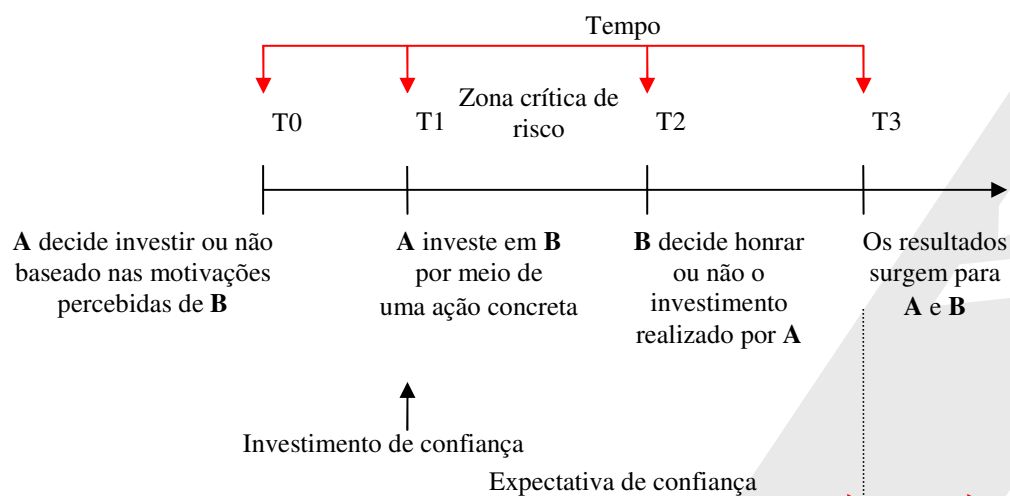 Tempo
Zona crítica de
risco
T0
T1
T2
T3
A decide investir ou não
baseado nas motivações
percebidas de B
A investe em B
por meio de
uma ação concreta
B decide honrar
ou não o
investimento
realizado por A
Os resultados
surgem para
A e B
Investimento de confiança
Expectativa de confiança